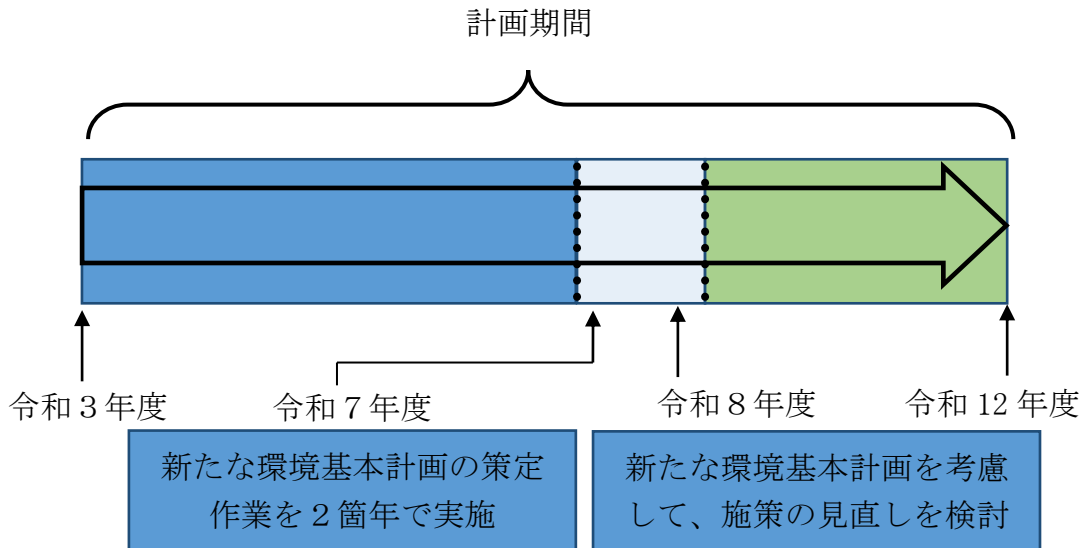 計画期間
令和３年度
令和７年度
令和８年度
令和 12 年度
新たな環境基本計画の策定
作業を２箇年で実施
新たな環境基本計画を考慮
して、施策の見直しを検討